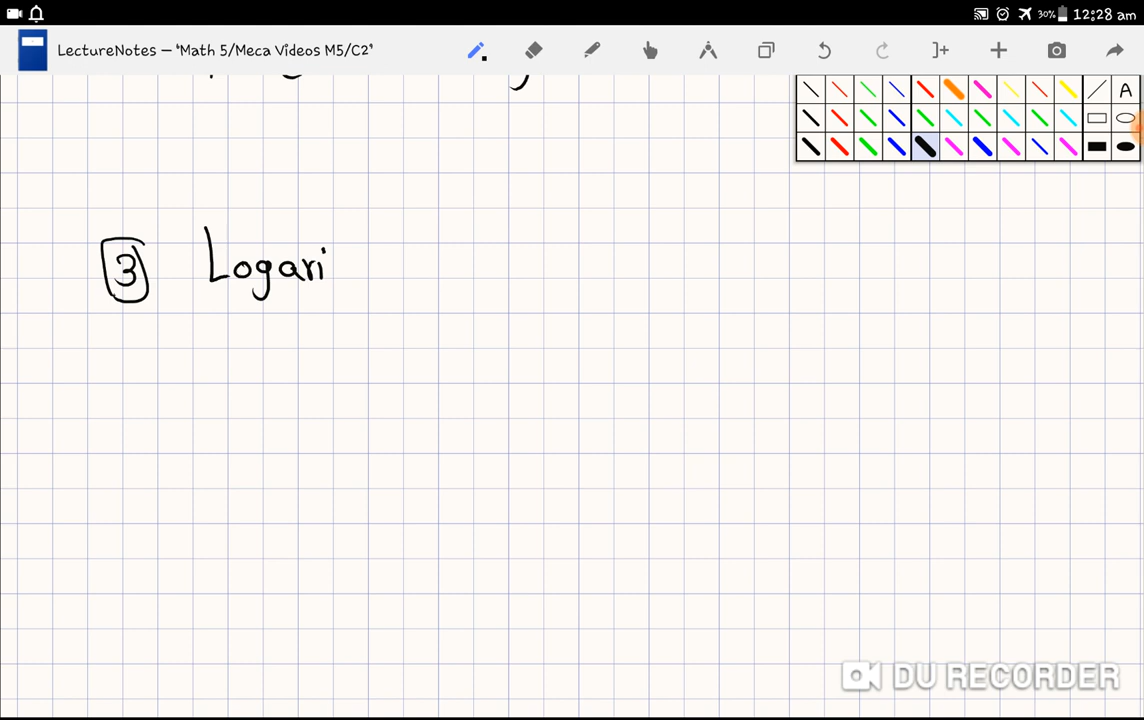 30% 12:28 am
LectureNotes – ‘Math 5/Meca Videos M5/C2’
A
3 Logari
DU RECORDER